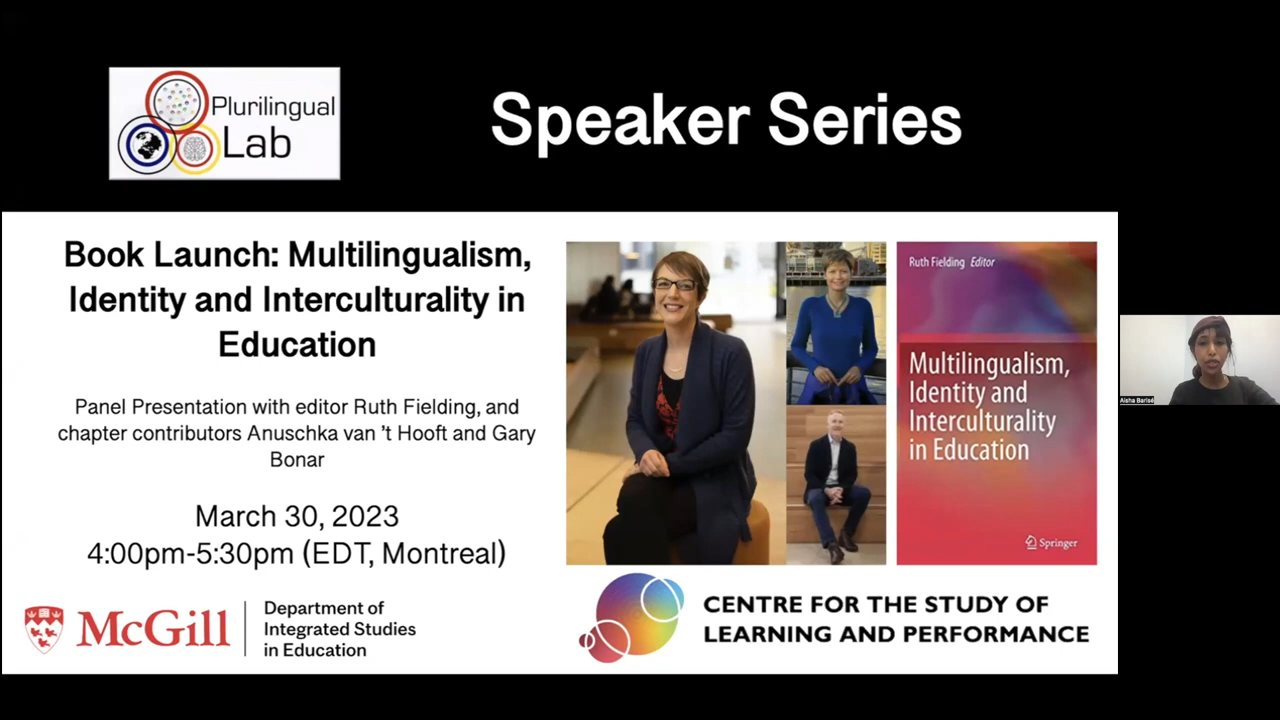 Plurilingual
Lab
Speaker Series
Book Launch: Multilingualism,
Identity and Interculturality in
Education
Panel Presentation with editor Ruth Fielding, and
chapter contributors Anuschka van 't Hooft and Gary
Bonar
March 30, 2023
4:00pm-5:30pm (EDT, Montreal)
McGill
Department of
Integrated Studies
in Education
Ruth Fielding Editor
Multilingualism,
Identity and
Interculturality
in Education
Springer
CENTRE FOR THE STUDY OF
LEARNING AND PERFORMANCE
Aisha Barisé